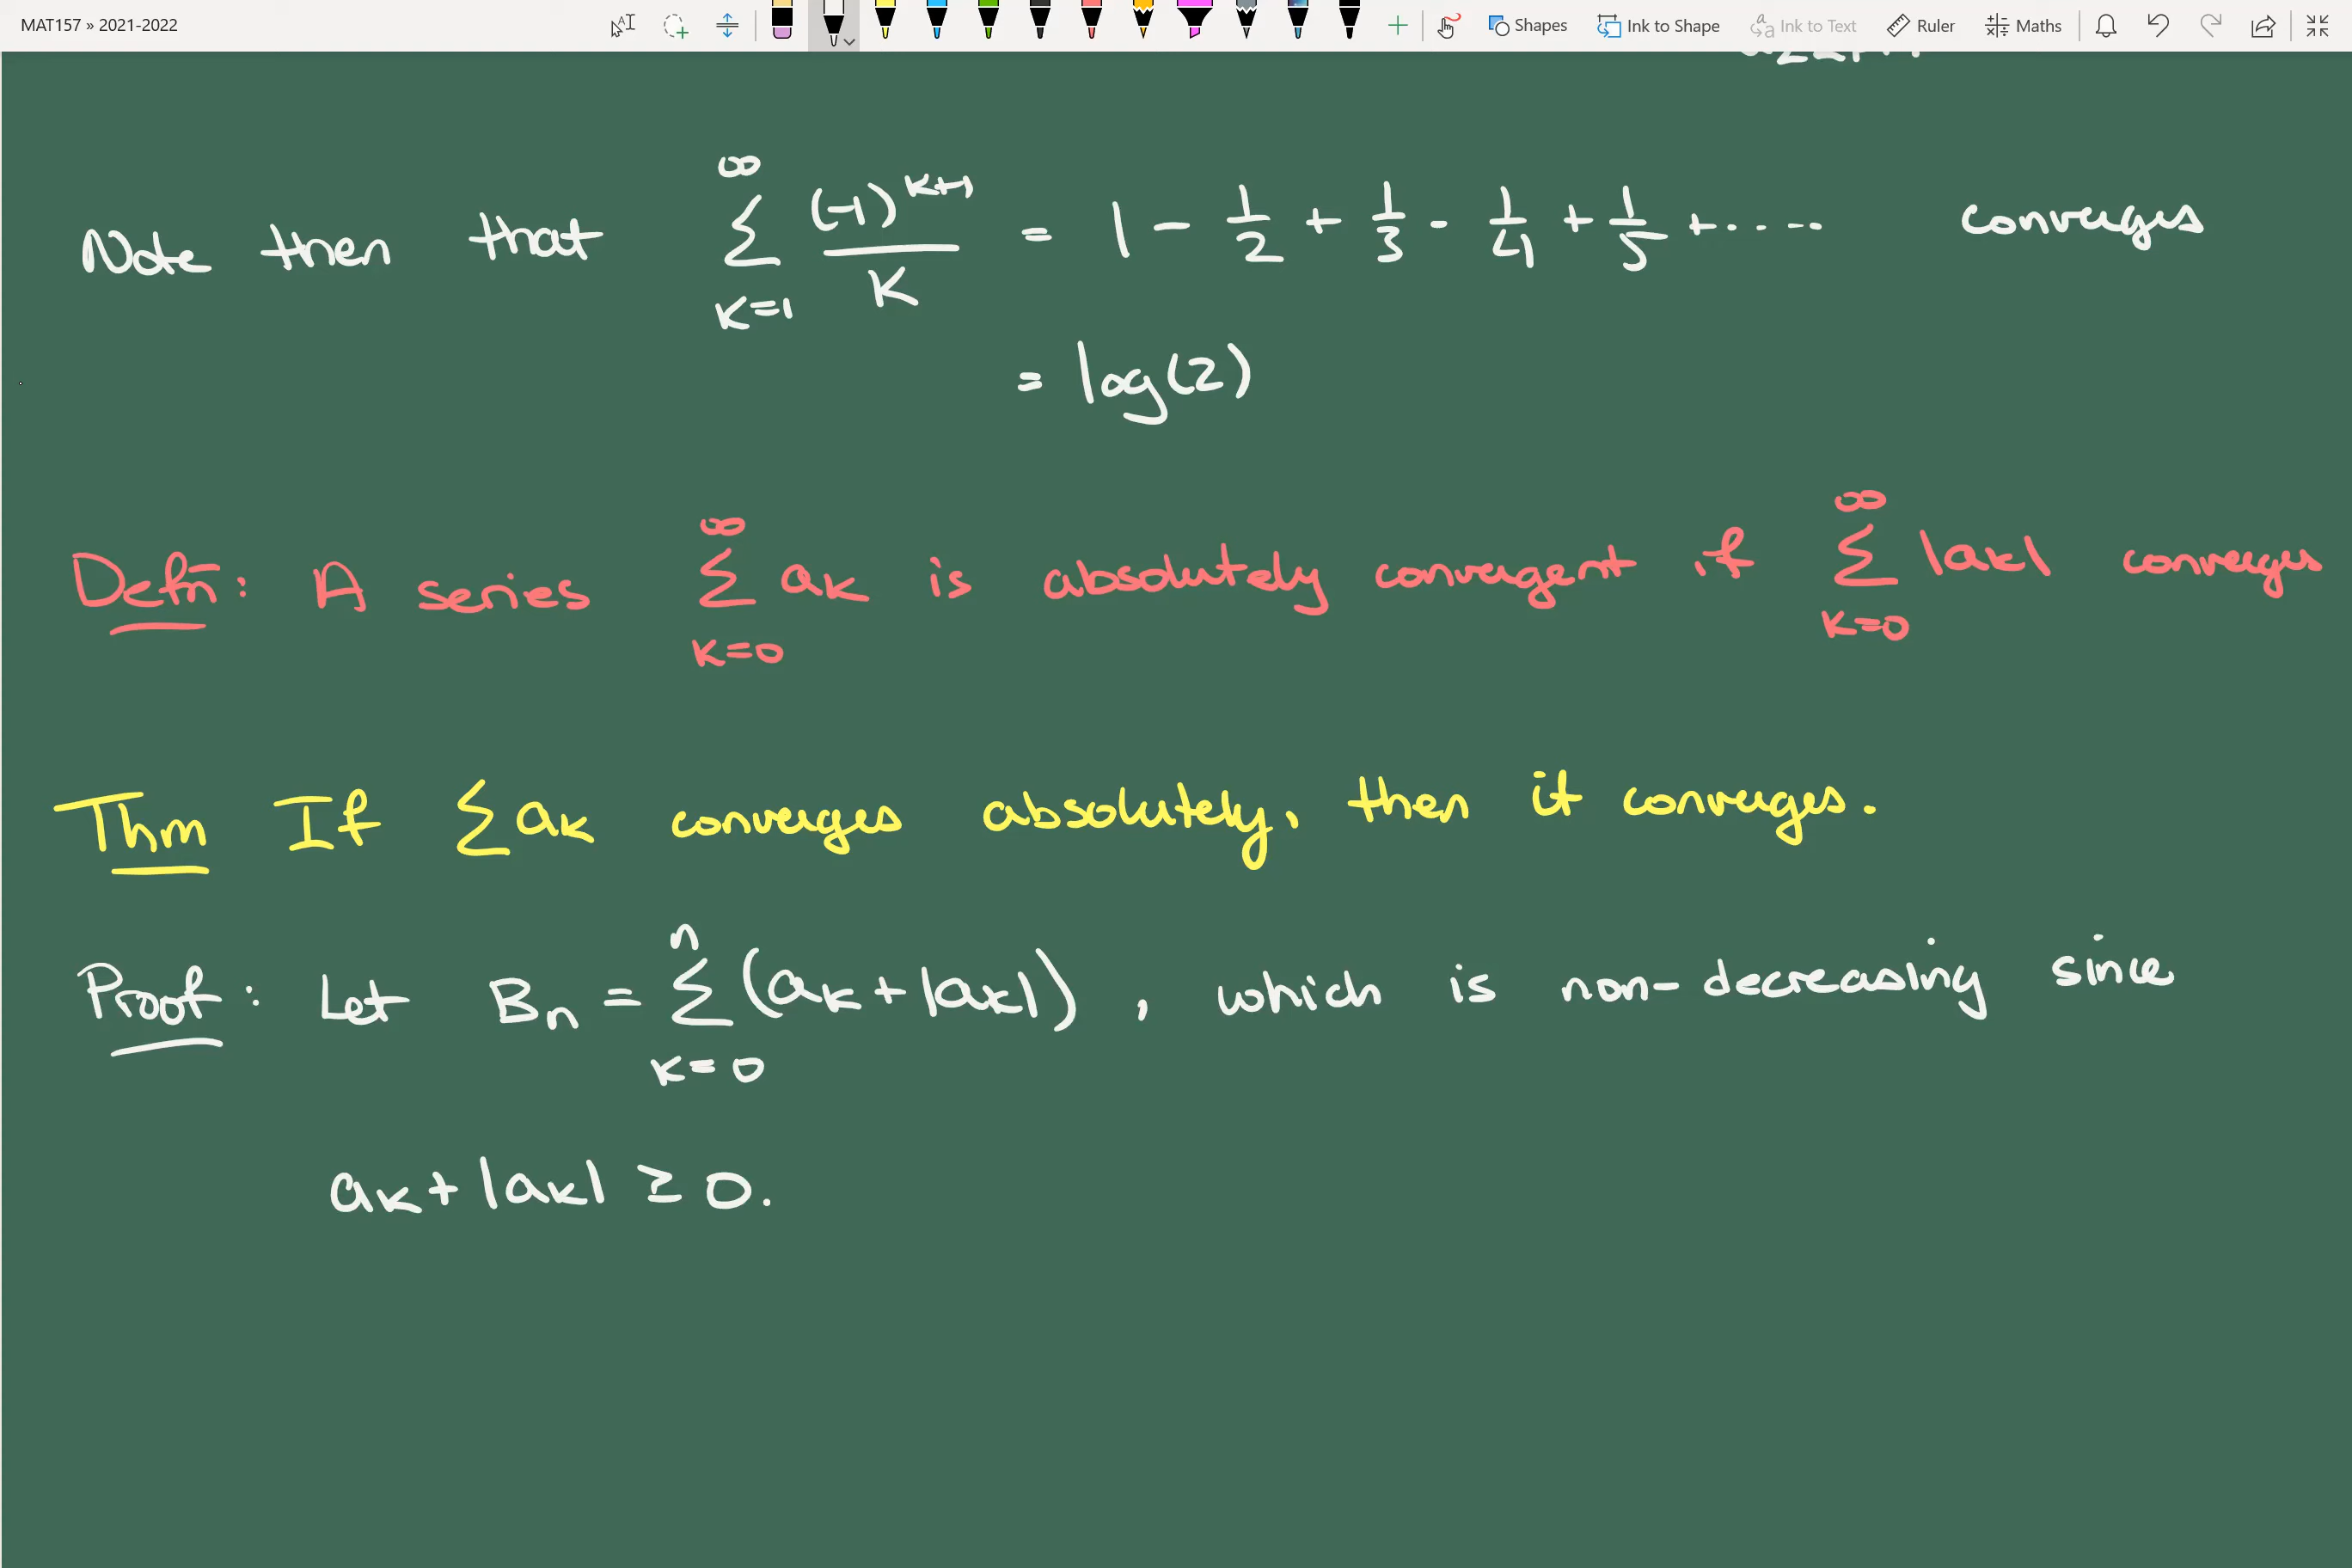 MAT157 » 2021-2022
Shapes Ink to Shape Ink to Text Ruler Maths
Note then that ∑_{k=1}^{∞} (-1)^{k+1}/k = 1 - 1/2 + 1/3 - 1/4 + 1/5 + ..... converges
= log(2)
Defn: A series ∑_{k=0}^{∞} a_k is absolutely convergent if ∑_{k=0}^{∞} |a_k| converges
Thm If ∑ a_k converges absolutely, then it converges.
Proof: Let B_n = ∑_{k=0}^{n} (a_k + |a_k|), which is non-decreasing since
a_k + |a_k| ≥ 0.